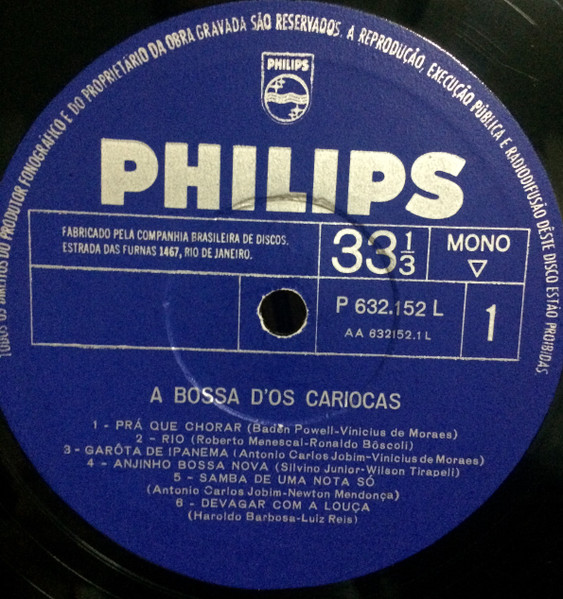 TODOS OS DIREITOS DO PRODUTOR FONOGRÁFICO E DO PROPRIETÁRIO DA OBRA GRAVADA SÃO RESERVADOS. A REPRODUÇÃO, EXECUÇÃO PÚBLICA E RADIODIFUSÃO DÊSTE DISCO ESTÃO PROIBIDAS
PHILIPS
PHILIPS
FABRICADO PELA COMPANHIA BRASILEIRA DE DISCOS.
ESTRADA DAS FURNAS 1467, RIO DE JANEIRO.
33 1/3
MONO
P 632.152 L
AA 632152.1 L
1
A BOSSA D'OS CARIOCAS
1 - PRÁ QUE CHORAR (Baden Powell-Vinicius de Moraes)
2 - RIO (Roberto Menescal-Ronaldo Bôscoli)
3 - GARÔTA DE IPANEMA (Antonio Carlos Jobim-Vinicius de Moraes)
4 - ANJINHO BOSSA NOVA (Silvino Junior-Wilson Tirapeli)
5 - SAMBA DE UMA NOTA SÓ
(Antonio Carlos Jobim-Newton Mendonça)
6 - DEVAGAR COM A LOUÇA
(Haroldo Barbosa-Luiz Reis)